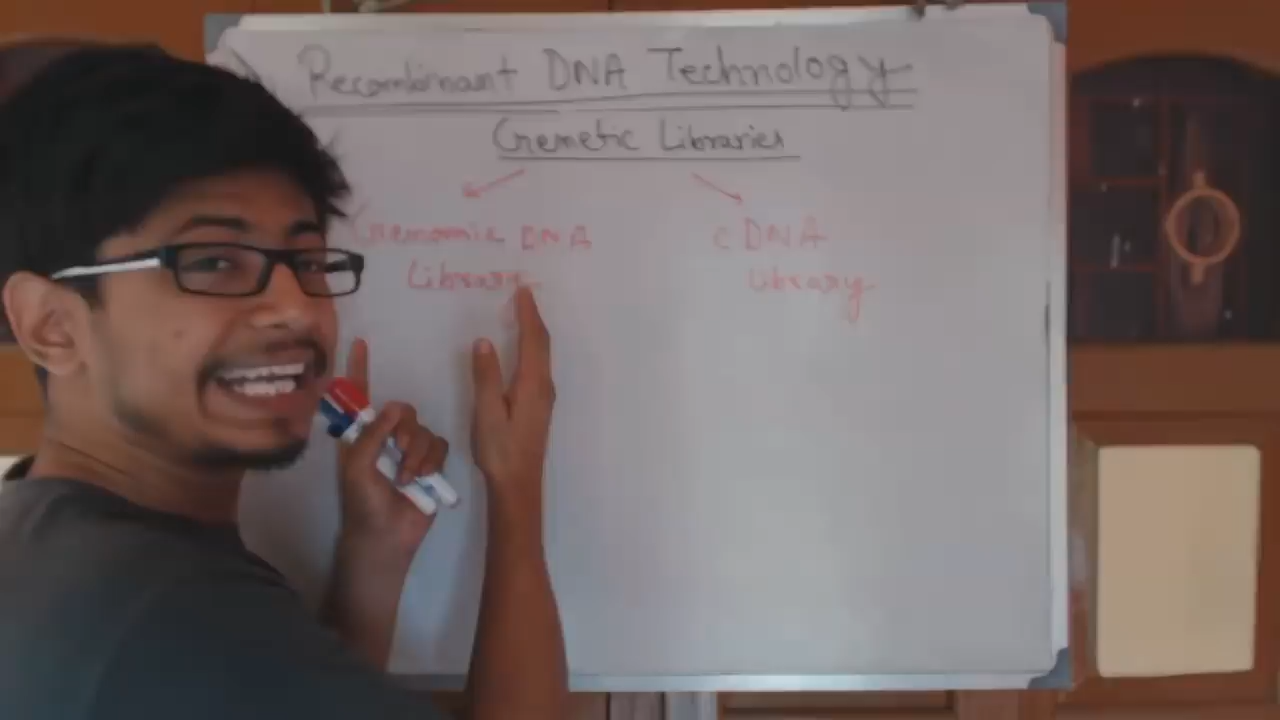 Recombinant DNA Technology
Genetic Libraries
Genomic DNA
Library
cDNA
Library